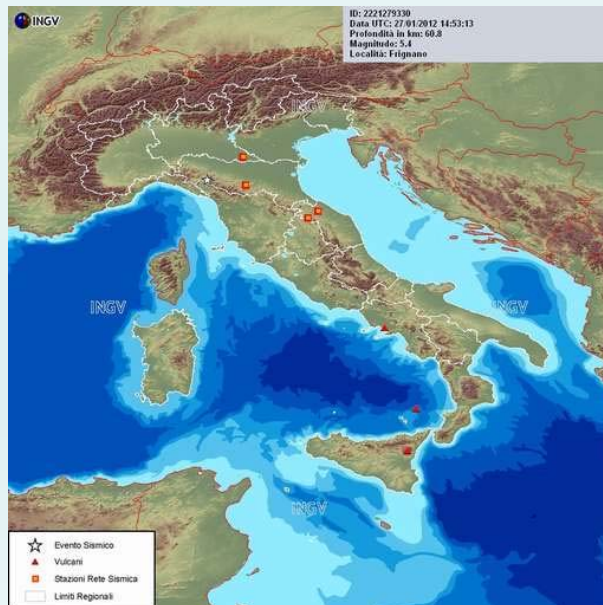 INGV
ID: 2221279330
Data UTC: 27/01/2012 14:53:13
Profondità in km: 60.8
Magnitudo: 5.4
Località: Frignano
INGV
INGV
INGV
Evento Sismico
Vulcani
Stazioni Rete Sismica
Limiti Regionali